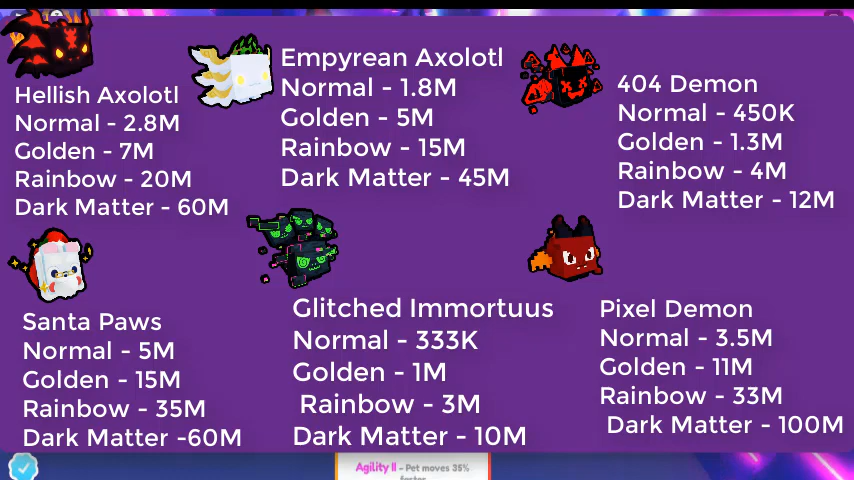 Hellish Axolotl
Normal - 2.8M
Golden - 7M
Rainbow - 20M
Dark Matter - 60M
Empyrean Axolotl
Normal - 1.8M
Golden - 5M
Rainbow - 15M
Dark Matter - 45M
404 Demon
Normal - 450K
Golden - 1.3M
Rainbow - 4M
Dark Matter - 12M
Santa Paws
Normal - 5M
Golden - 15M
Rainbow - 35M
Dark Matter -60M
Glitched Immortuus
Normal - 333K
Golden - 1M
Rainbow - 3M
Dark Matter - 10M
Pixel Demon
Normal - 3.5M
Golden - 11M
Rainbow - 33M
Dark Matter - 100M
Agility II - Pet moves 35%
faster